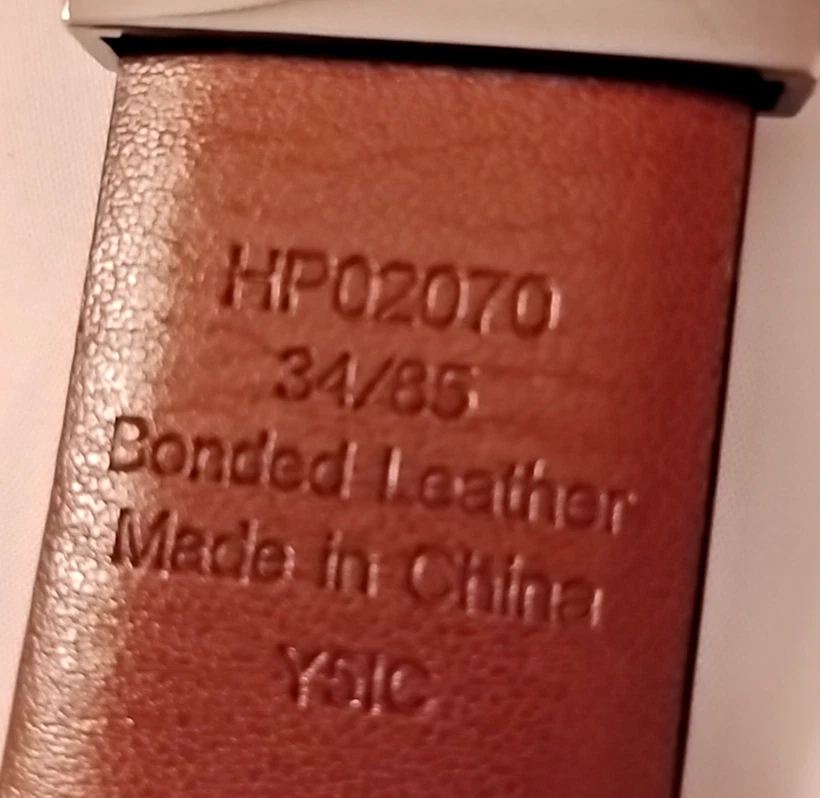 HP02070
34/85
Bonded Leather
Made in China
Y5IC